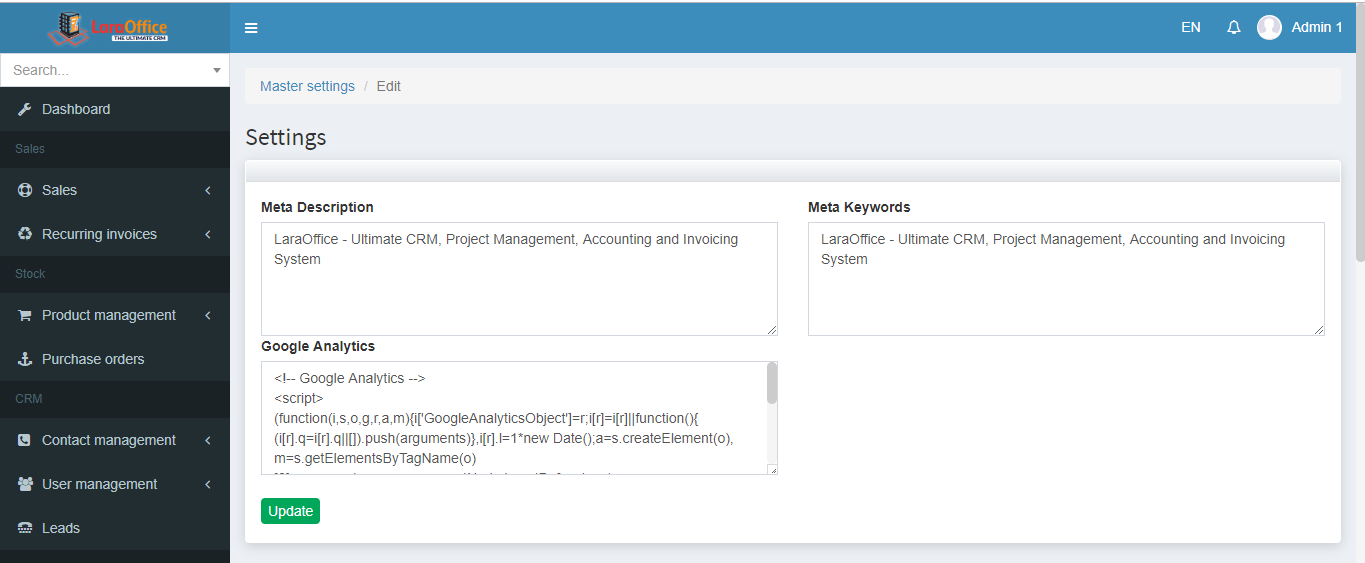 LaraOffice
THE ULTIMATE CRM
EN
Admin 1
Search...
Dashboard
Sales
Sales
Recurring invoices
Stock
Product management
Purchase orders
CRM
Contact management
User management
Leads
Master settings / Edit
Settings
Meta Description
LaraOffice - Ultimate CRM, Project Management, Accounting and Invoicing
System
Meta Keywords
LaraOffice - Ultimate CRM, Project Management, Accounting and Invoicing
System
Google Analytics
<!-- Google Analytics -->
<script>
(function(i,s,o,g,r,a,m){i['GoogleAnalyticsObject']=r;i[r]=i[r]||function(){
(i[r].q=i[r].q||[]).push(arguments)},i[r].l=1*new Date();a=s.createElement(o),
m=s.getElementsByTagName(o)
Update